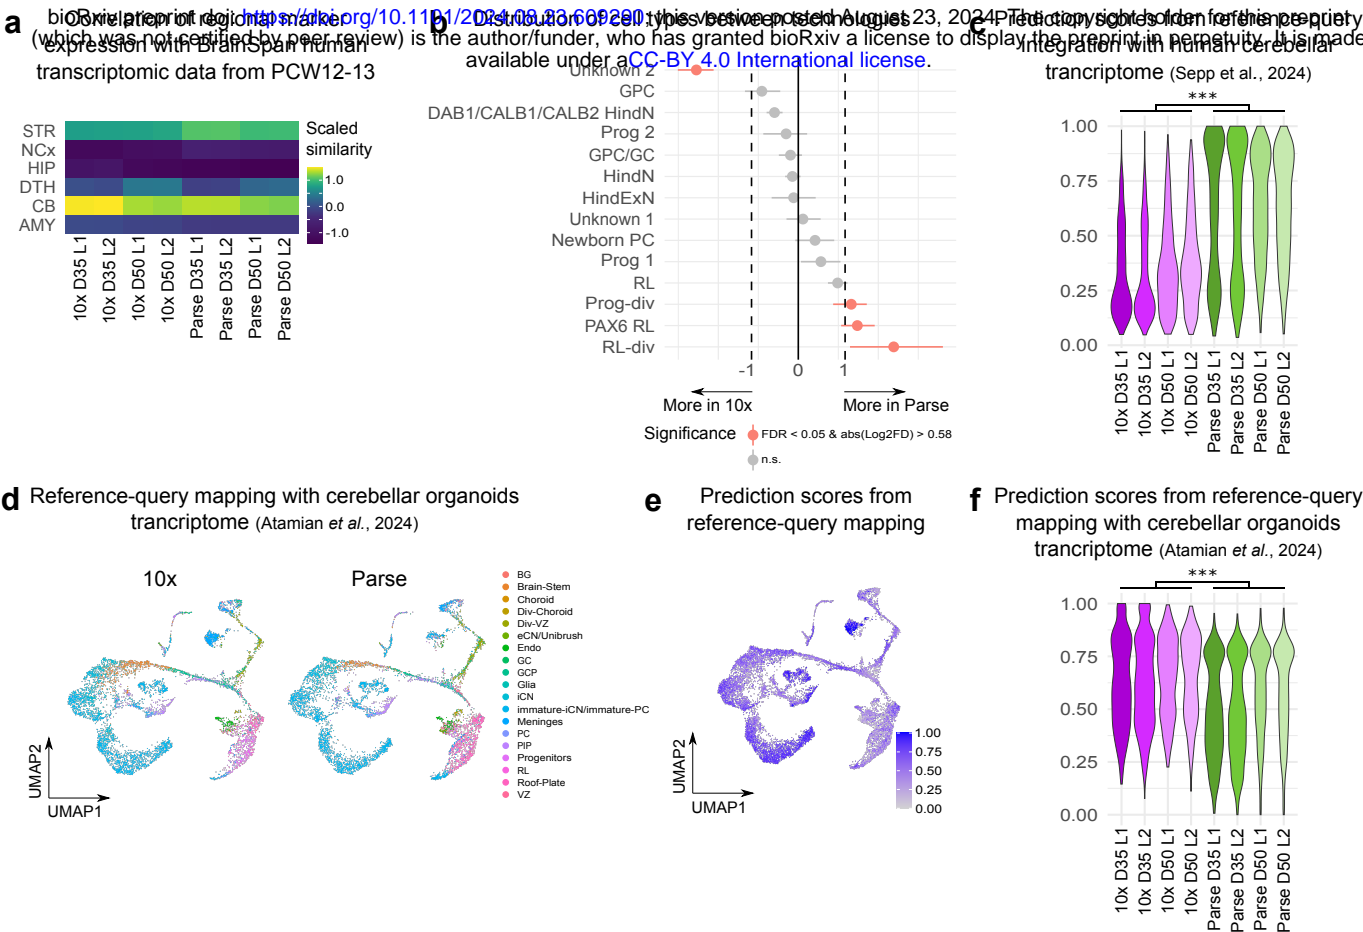 bioRxiv preprint doi: https://doi.org/10.1101/2024.08.23.609290; this version posted August 23, 2024. The copyright holder for this preprint
(which was not certified by peer review) is the author/funder, who has granted bioRxiv a license to display the preprint in perpetuity. It is made
available under aCC-BY 4.0 International license.
a
Correlation of regional marker
expression with BrainSpan human
transcriptomic data from PCW12-13
STR
NCx
HIP
DTH
CB
AMY
Scaled
similarity
1.0
0.0
-1.0
10x D35 L1
10x D35 L2
10x D50 L1
10x D50 L2
Parse D35 L1
Parse D35 L2
Parse D50 L1
Parse D50 L2
b
Distribution of cell types between technologies
Unknown 2
GPC
DAB1/CALB1/CALB2 HindN
Prog 2
GPC/GC
HindN
HindExN
Unknown 1
Newborn PC
Prog 1
RL
Prog-div
PAX6 RL
RL-div
-1
0
1
More in 10x
More in Parse
Significance
FDR < 0.05 & abs(Log2FD) > 0.58
n.s.
c
Prediction scores from reference-query
integration with human cerebellar
trancriptome (Sepp et al., 2024)
***
1.00
0.75
0.50
0.25
0.00
10x D35 L1
10x D35 L2
10x D50 L1
10x D50 L2
Parse D35 L1
Parse D35 L2
Parse D50 L1
Parse D50 L2
d
Reference-query mapping with cerebellar organoids
trancriptome (Atamian et al., 2024)
10x
Parse
UMAP2
UMAP1
BG
Brain-Stem
Choroid
Div-Choroid
Div-VZ
eCN/Unibrush
Endo
GC
GCP
Glia
iCN
immature-iCN/immature-PC
Meninges
PC
PIP
Progenitors
RL
Roof-Plate
VZ
e
Prediction scores from
reference-query mapping
UMAP2
UMAP1
1.00
0.75
0.50
0.25
0.00
f
Prediction scores from reference-query
mapping with cerebellar organoids
trancriptome (Atamian et al., 2024)
***
1.00
0.75
0.50
0.25
0.00
10x D35 L1
10x D35 L2
10x D50 L1
10x D50 L2
Parse D35 L1
Parse D35 L2
Parse D50 L1
Parse D50 L2